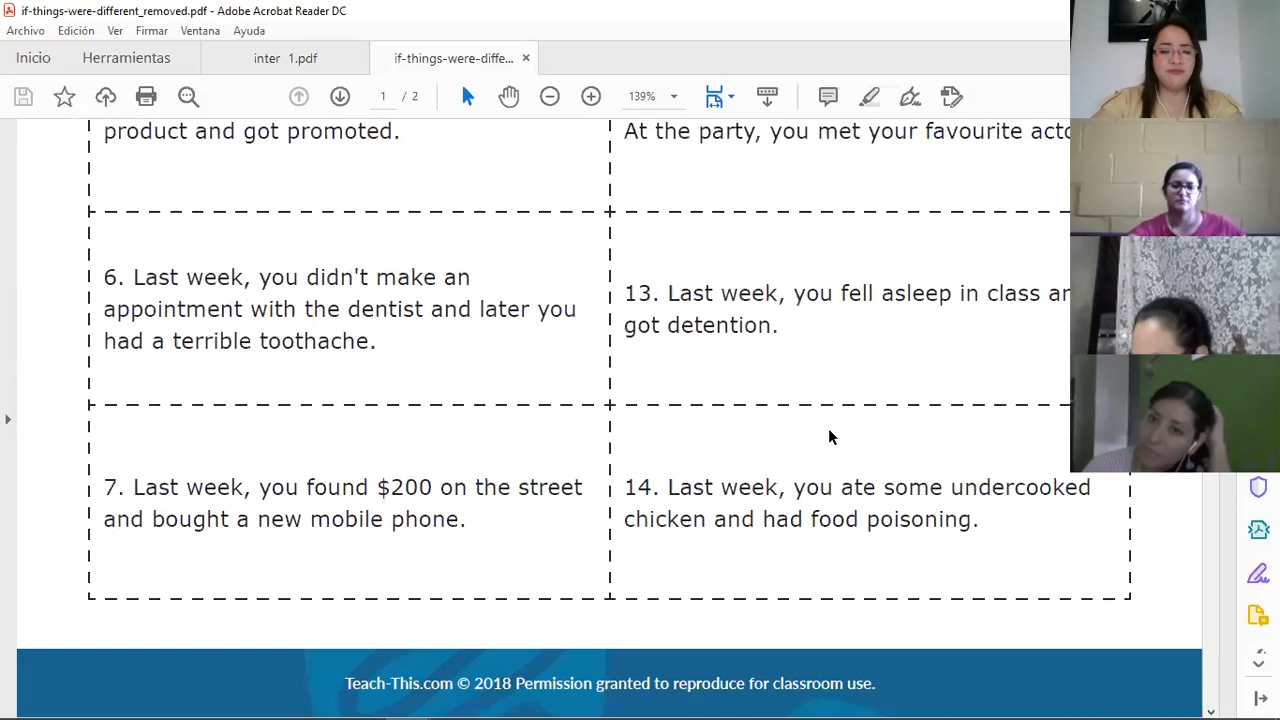 if-things-were-different_removed.pdf - Adobe Acrobat Reader DC
Archivo Edición Ver Firmar Ventana Ayuda
Inicio Herramientas inter 1.pdf if-things-were-diffe... ×
1 / 2 139%
product and got promoted.
At the party, you met your favourite acto
6. Last week, you didn't make an
appointment with the dentist and later you
had a terrible toothache.
13. Last week, you fell asleep in class an
got detention.
7. Last week, you found $200 on the street
and bought a new mobile phone.
14. Last week, you ate some undercooked
chicken and had food poisoning.
Teach-This.com © 2018 Permission granted to reproduce for classroom use.